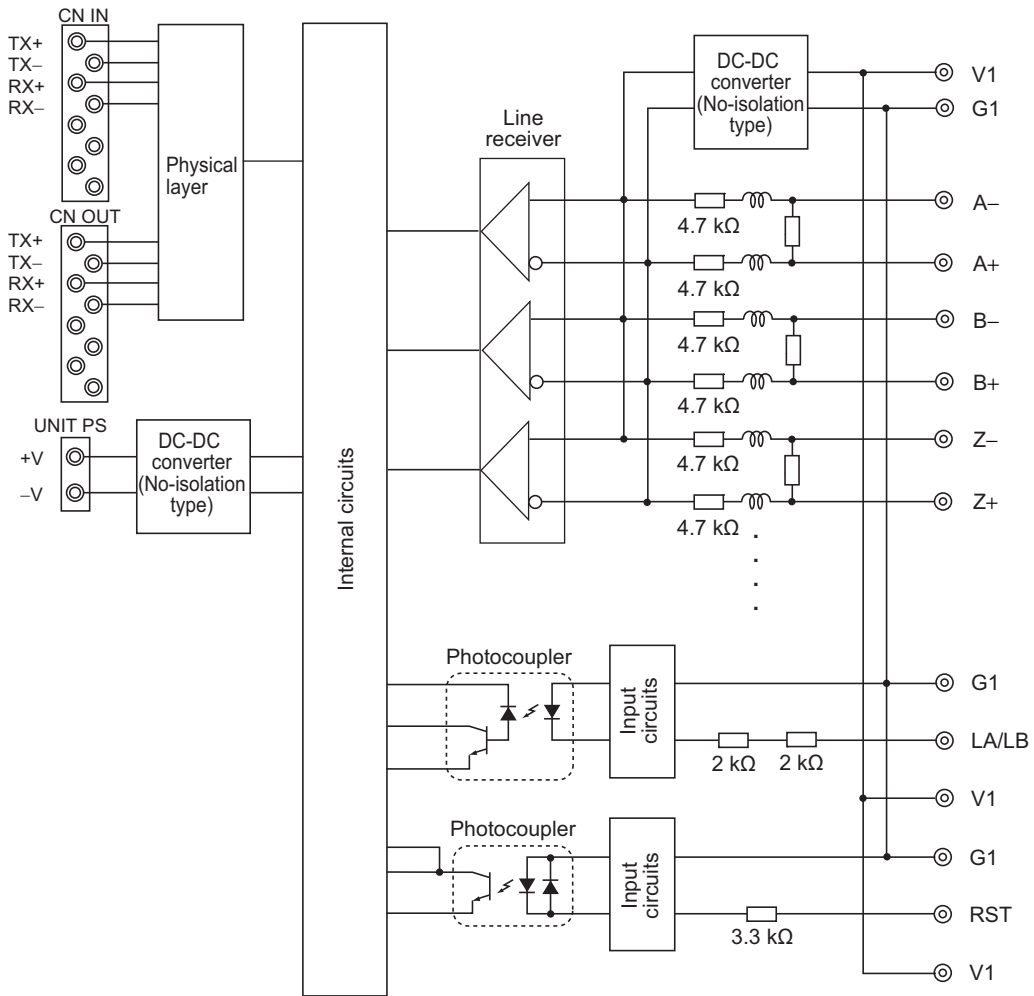 CN IN
TX+
TX−
RX+
RX−
Physical
layer
CN OUT
TX+
TX−
RX+
RX−
UNIT PS
+V
−V
DC-DC
converter
(No-isolation
type)
Internal circuits
Line
receiver
DC-DC
converter
(No-isolation
type)
V1
G1
4.7 kΩ
A−
4.7 kΩ
A+
4.7 kΩ
B−
4.7 kΩ
B+
4.7 kΩ
Z−
4.7 kΩ
Z+
Photocoupler
Input
circuits
G1
2 kΩ
2 kΩ
LA/LB
V1
Photocoupler
Input
circuits
G1
3.3 kΩ
RST
V1